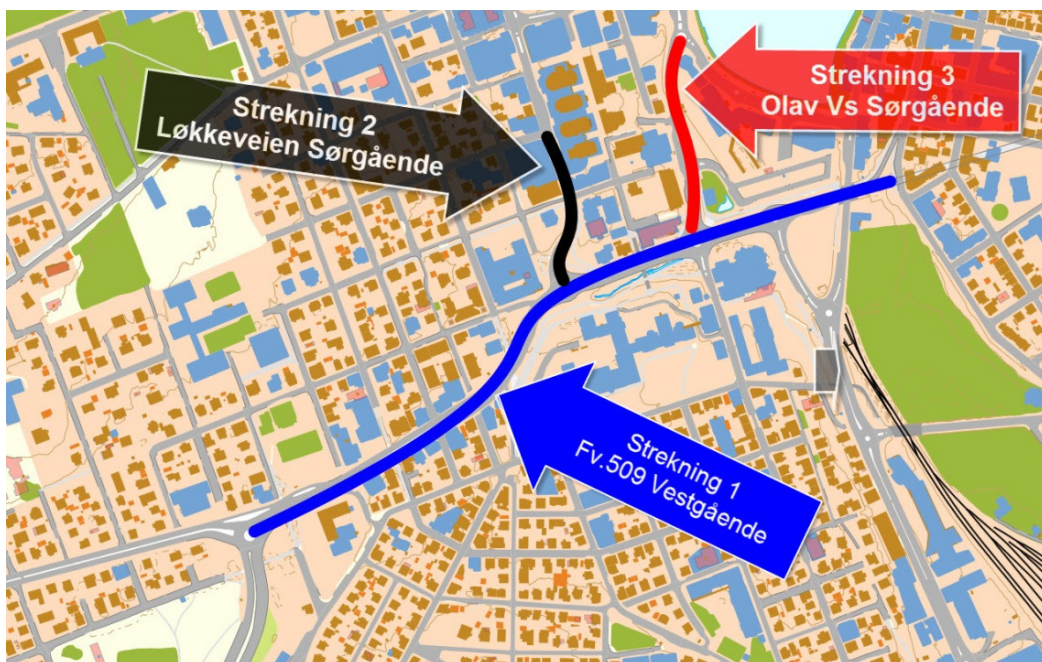 Strekning 2
Løkkeveien Sørgående
Strekning 3
Olav Vs Sørgående
Strekning 1
Fv.509 Vestgående